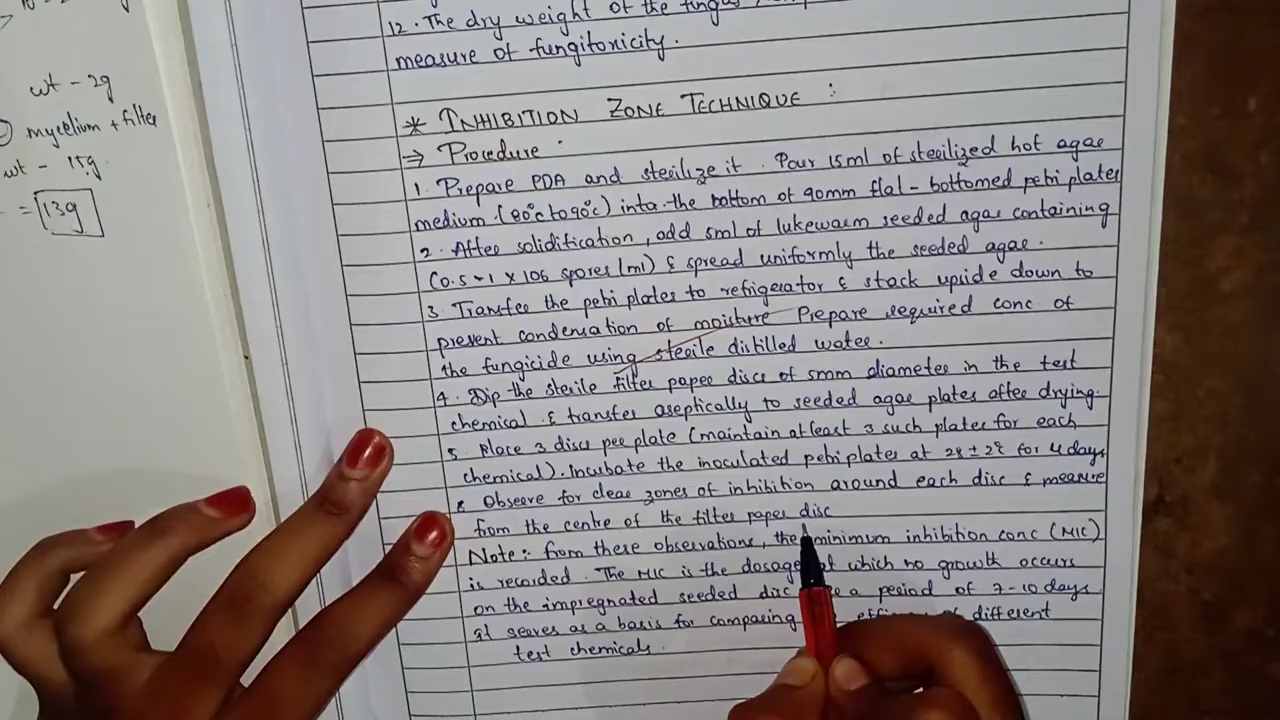 wt - 2g
mycelium + filter
wt - 15g
= 13g
12. The dry weight of the fungus
measure of fungitoxicity.
* INHIBITION ZONE TECHNIQUE :
⇒ Procedure :
1. Prepare PDA and sterilize it. Pour 15ml of sterilized hot agar
medium (80°c to 90°c) into the bottom of 90mm flat-bottomed petri plates
2. After solidification, add 5ml of lukewarm seeded agar containing
(0.5-1 x 106 spores (ml) & spread uniformly the seeded agar.
3. Transfer the petri plates to refrigerator & stack upside down to
present condensation of moisture Prepare required conc of
the fungicide using sterile distilled water.
4. Dip the sterile filter paper discs of 5mm diameter in the test
chemical & transfer aseptically to seeded agar plates after drying.
5. Place 3 discs per plate (maintain atleast 3 such plates for each
chemical). Incubate the inoculated petriplates at 28 ± 2°c for 4 days
& Observe for clear zones of inhibition around each disc & measure
from the centre of the filter paper disc
Note:- from these observations, the minimum inhibition conc (MIC)
is recorded. The MIC is the dosage at which no growth occurs
on the impregnated seeded disc a period of 7-10 days.
It serves as a basis for comparing different
test chemicals.